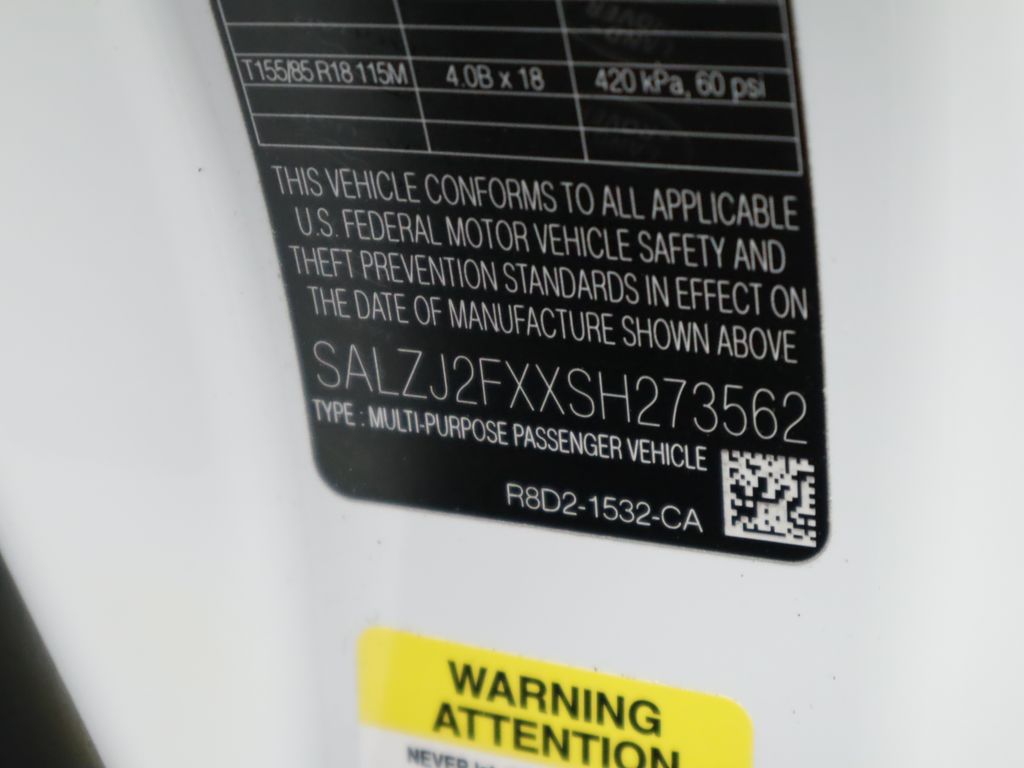 T155/85 R18 115M 4.0B x 18 420 kPa, 60 psi
THIS VEHICLE CONFORMS TO ALL APPLICABLE
U.S. FEDERAL MOTOR VEHICLE SAFETY AND
THEFT PREVENTION STANDARDS IN EFFECT ON
THE DATE OF MANUFACTURE SHOWN ABOVE
SALZJ2FXXSH273562
TYPE : MULTI-PURPOSE PASSENGER VEHICLE
R8D2-1532-CA
WARNING
ATTENTION
NEVER